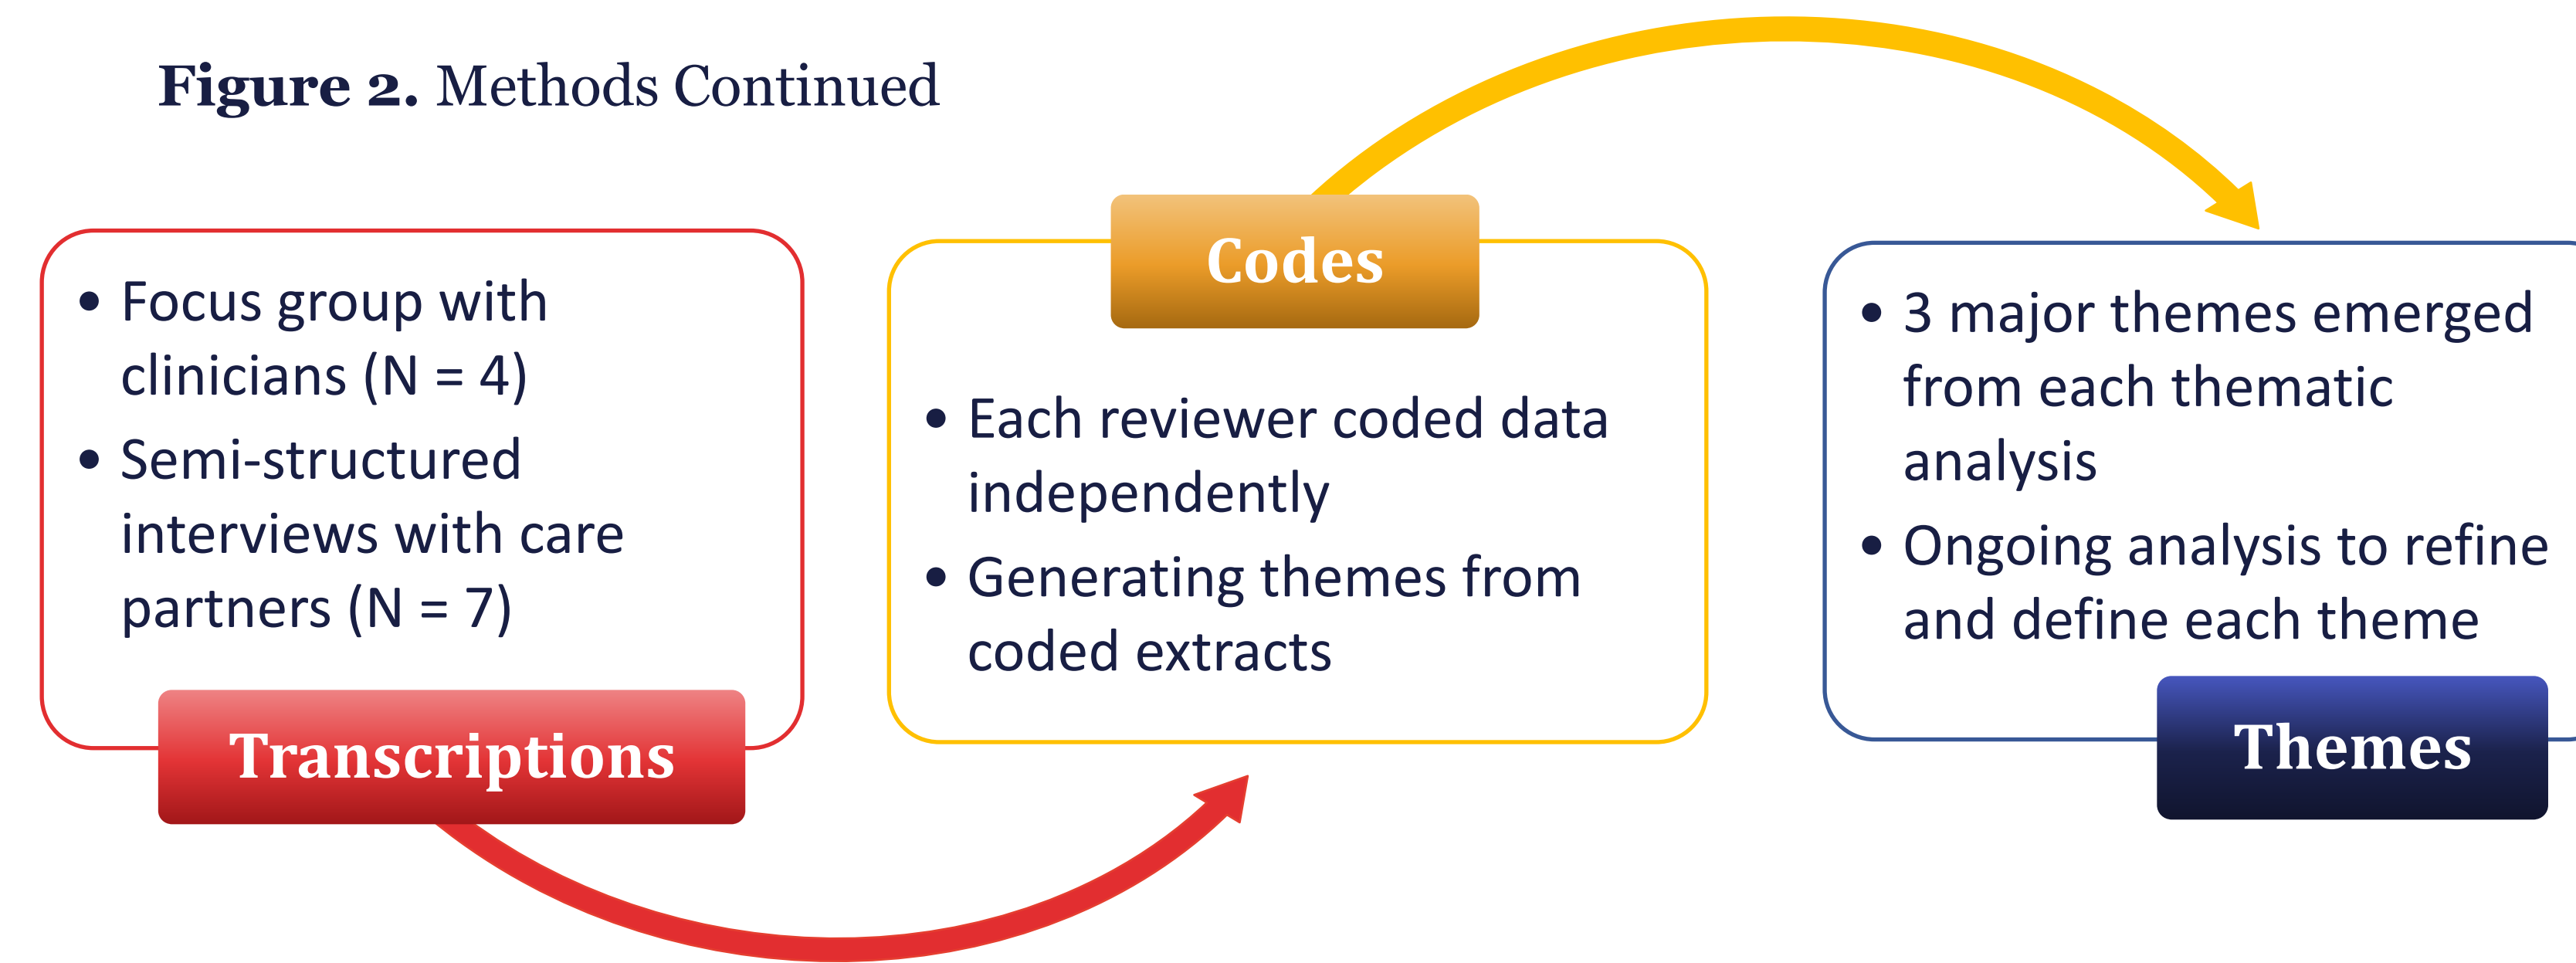 Figure 2. Methods Continued
• Focus group with
clinicians (N = 4)
• Semi-structured
interviews with care
partners (N = 7)
Transcriptions
Codes
• Each reviewer coded data
independently
• Generating themes from
coded extracts
• 3 major themes emerged
from each thematic
analysis
• Ongoing analysis to refine
and define each theme
Themes